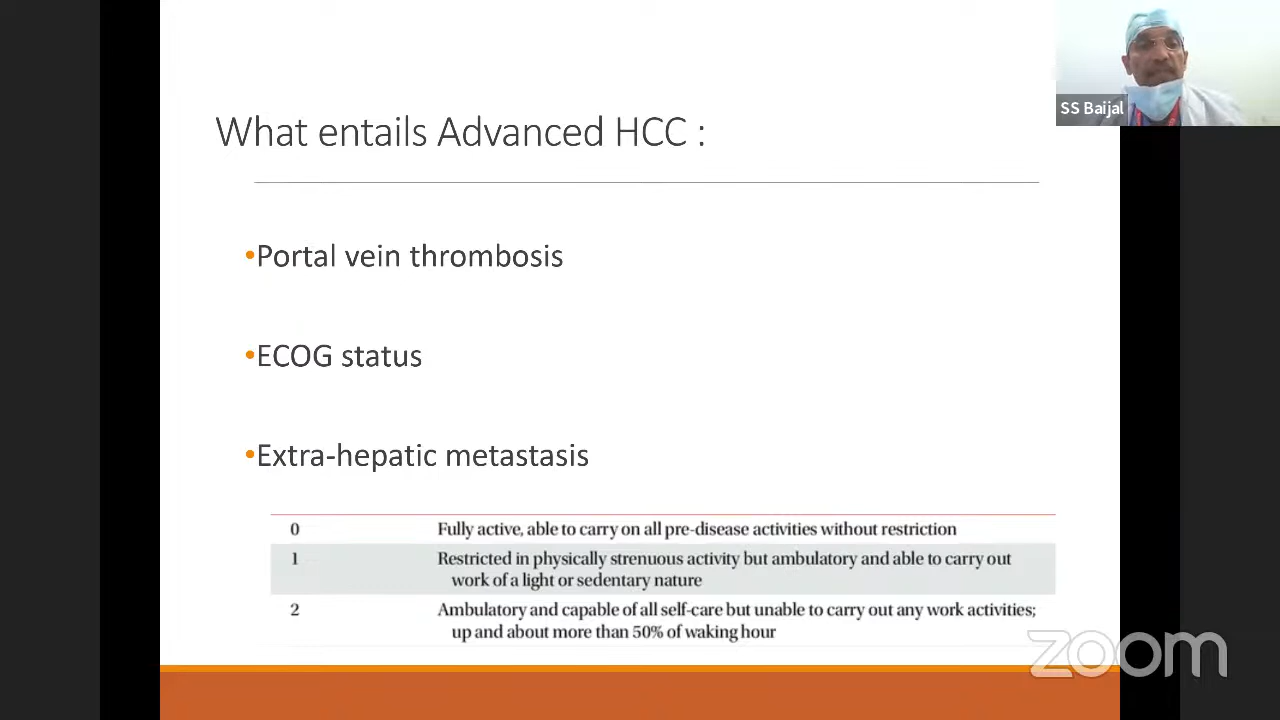 SS Baijal
What entails Advanced HCC :
•Portal vein thrombosis
•ECOG status
•Extra-hepatic metastasis
0 Fully active, able to carry on all pre-disease activities without restriction
1 Restricted in physically strenuous activity but ambulatory and able to carry out
work of a light or sedentary nature
2 Ambulatory and capable of all self-care but unable to carry out any work activities;
up and about more than 50% of waking hour
zoom